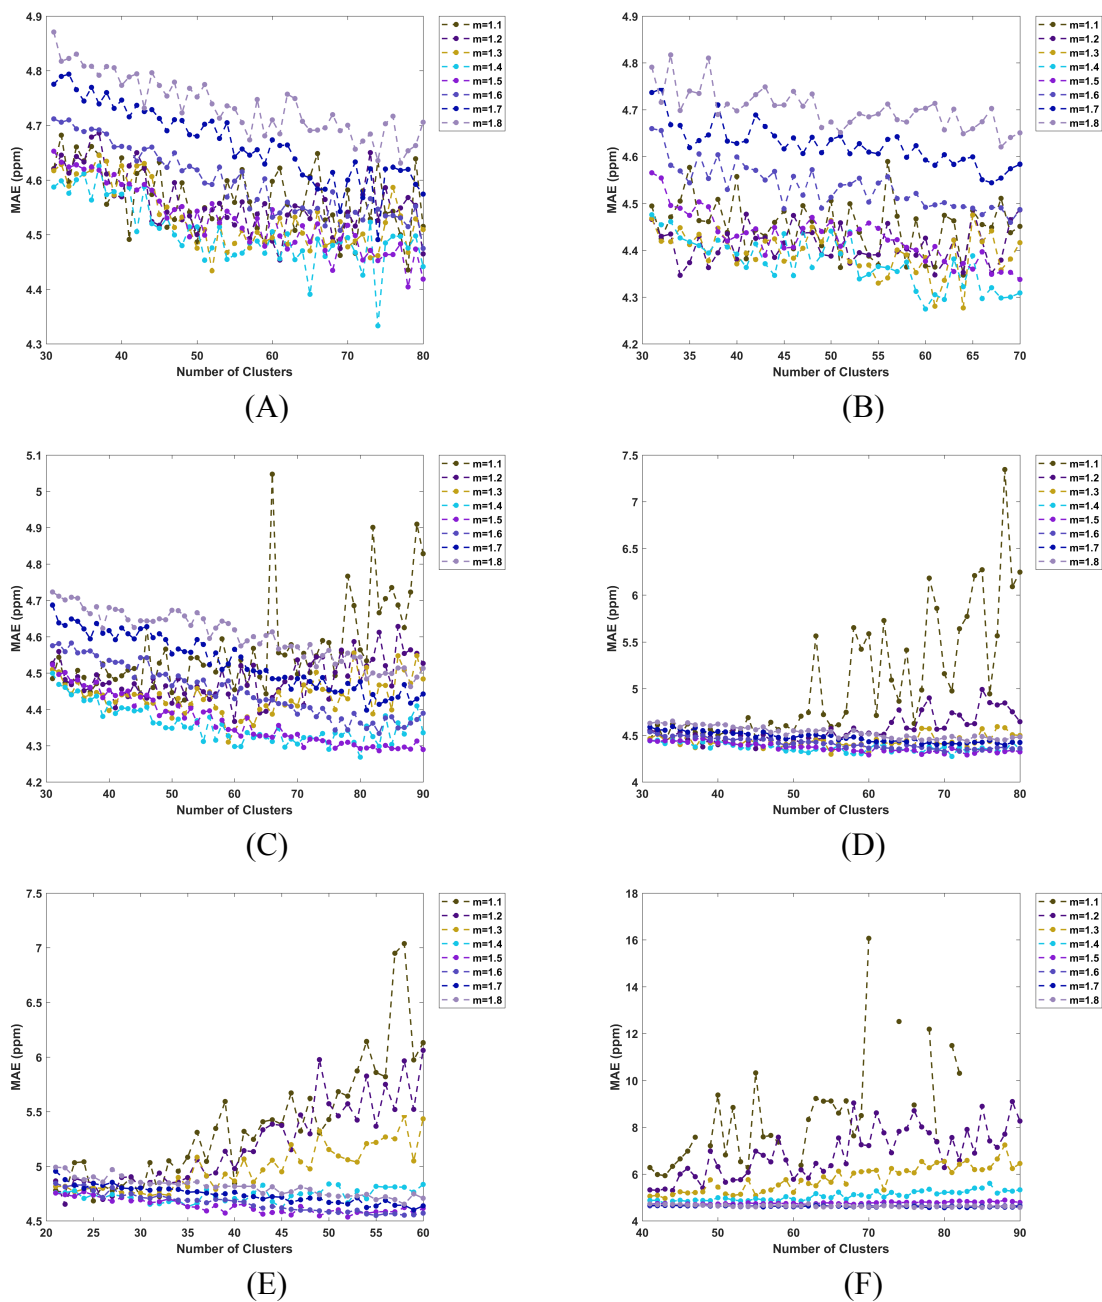 4.9
4.8
4.7
4.6
4.5
4.4
4.3
MAE (ppm)
30 40 50 60 70 80
Number of Clusters
m=1.1
m=1.2
m=1.3
m=1.4
m=1.5
m=1.6
m=1.7
m=1.8
(A)
4.9
4.8
4.7
4.6
4.5
4.4
4.3
4.2
MAE (ppm)
30 35 40 45 50 55 60 65 70
Number of Clusters
m=1.1
m=1.2
m=1.3
m=1.4
m=1.5
m=1.6
m=1.7
m=1.8
(B)
5.1
5
4.9
4.8
4.7
4.6
4.5
4.4
4.3
4.2
MAE (ppm)
30 40 50 60 70 80 90
Number of Clusters
m=1.1
m=1.2
m=1.3
m=1.4
m=1.5
m=1.6
m=1.7
m=1.8
(C)
7.5
7
6.5
6
5.5
5
4.5
4
MAE (ppm)
30 40 50 60 70 80
Number of Clusters
m=1.1
m=1.2
m=1.3
m=1.4
m=1.5
m=1.6
m=1.7
m=1.8
(D)
7.5
7
6.5
6
5.5
5
4.5
MAE (ppm)
20 25 30 35 40 45 50 55 60
Number of Clusters
m=1.1
m=1.2
m=1.3
m=1.4
m=1.5
m=1.6
m=1.7
m=1.8
(E)
18
16
14
12
10
8
6
4
MAE (ppm)
40 50 60 70 80 90
Number of Clusters
m=1.1
m=1.2
m=1.3
m=1.4
m=1.5
m=1.6
m=1.7
m=1.8
(F)